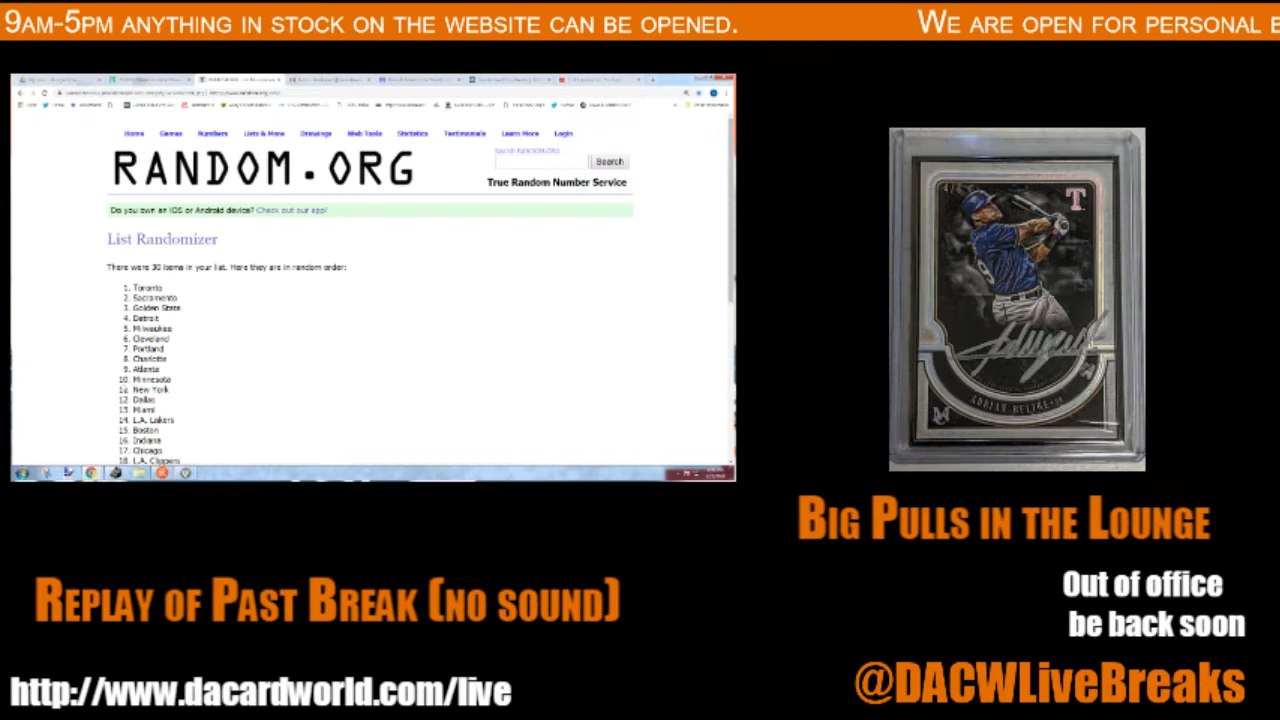 9AM-5PM ANYTHING IN STOCK ON THE WEBSITE CAN BE OPENED.
WE ARE OPEN FOR PERSONAL
Home Games Numbers Lists & More Drawings Web Tools Statistics Testimonials Learn More Login
RANDOM.ORG
Search RANDOM.ORG
Search
True Random Number Service
Do you own an iOS or Android device? Check out our app!
List Randomizer
There were 30 items in your list. Here they are in random order:
1. Toronto
2. Sacramento
3. Golden State
4. Detroit
5. Milwaukee
6. Cleveland
7. Portland
8. Charlotte
9. Atlanta
10. Minnesota
11. New York
12. Dallas
13. Miami
14. L.A. Lakers
15. Boston
16. Indiana
17. Chicago
18. L.A. Clippers
T
ADRIAN BELTRE
BIG PULLS IN THE LOUNGE
Out of office
be back soon
REPLAY OF PAST BREAK (NO SOUND)
http://www.dacardworld.com/live
@DACWLiveBreaks